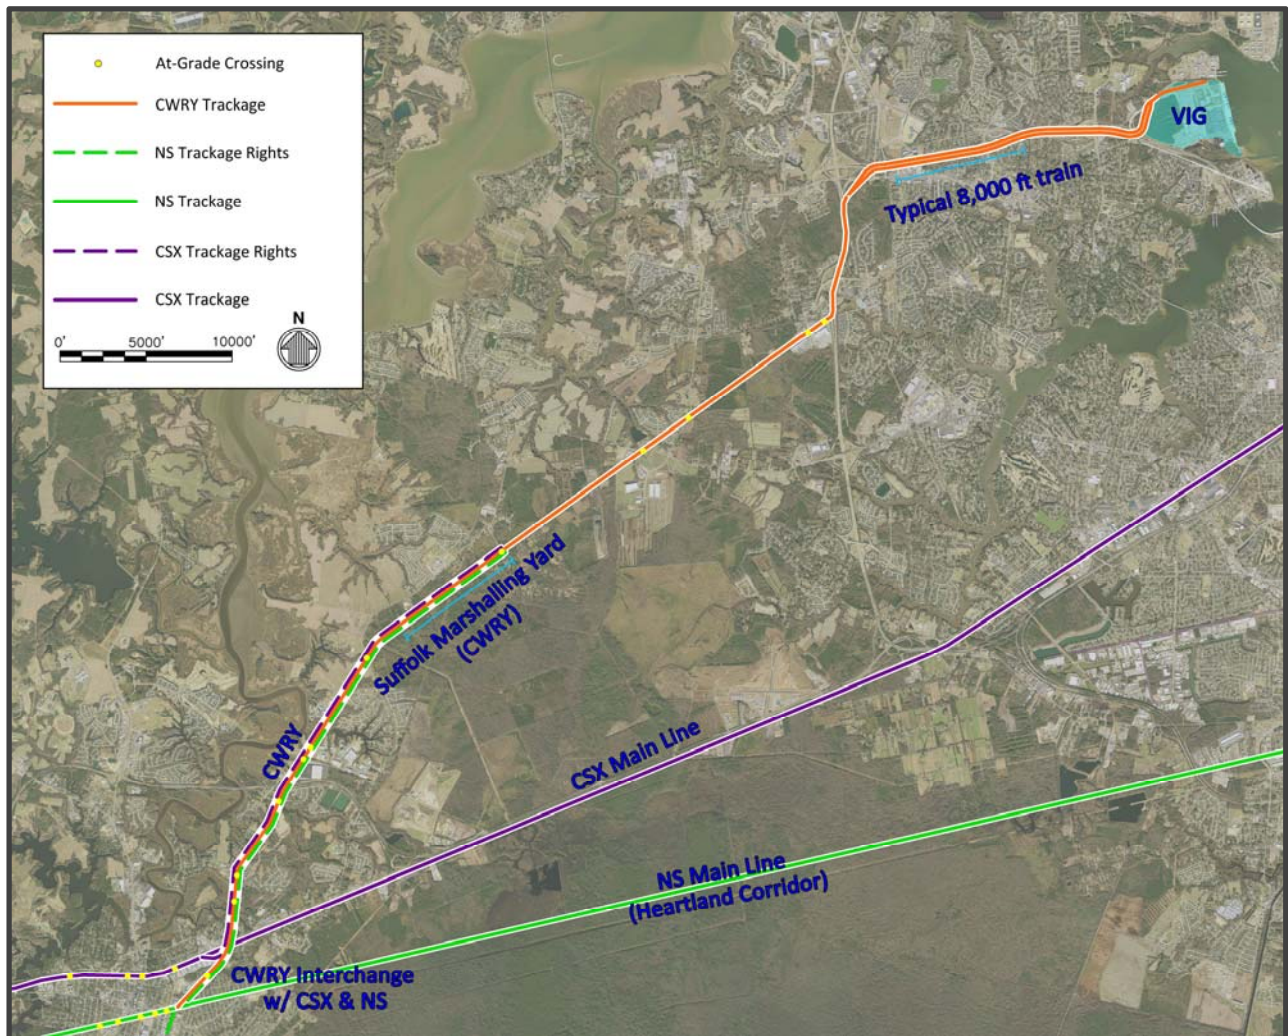 At-Grade Crossing
CWRY Trackage
NS Trackage Rights
NS Trackage
CSX Trackage Rights
CSX Trackage
0' 5000' 10000'
N
VIG
Typical 8,000 ft train
Suffolk Marshalling Yard
(CWRY)
CWRY
CSX Main Line
NS Main Line
(Heartland Corridor)
CWRY Interchange
w/ CSX & NS